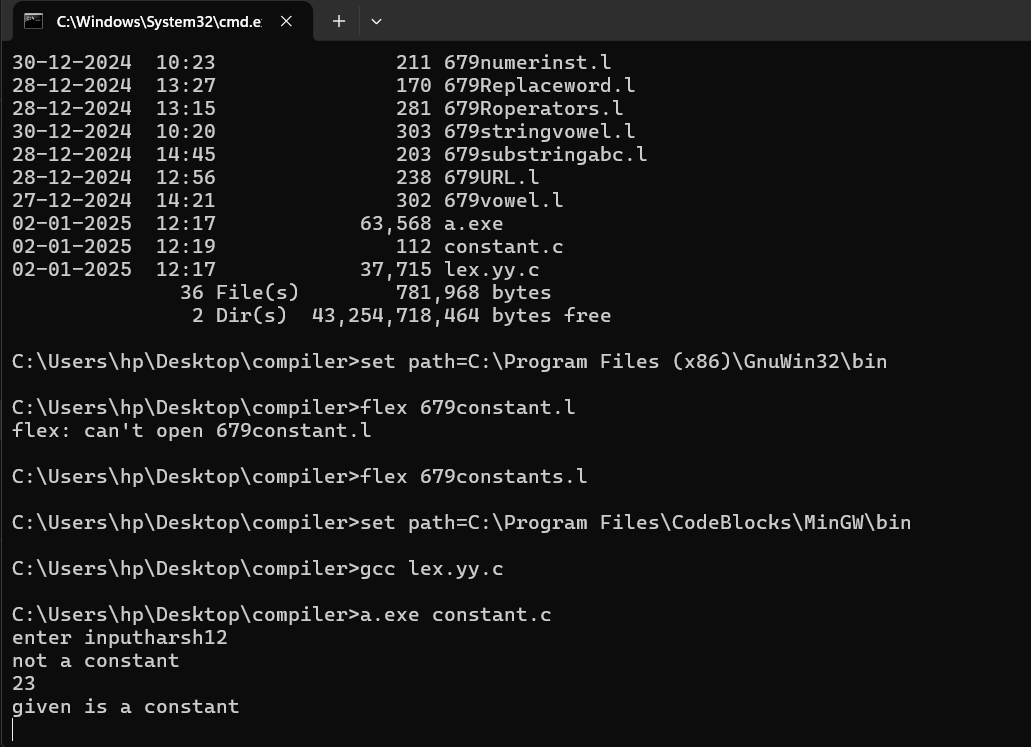 C:\Windows\System32\cmd.e
30-12-2024  10:23               211 679numerinst.l
28-12-2024  13:27               170 679Replaceword.l
28-12-2024  13:15               281 679Roperators.l
30-12-2024  10:20               303 679stringvowel.l
28-12-2024  14:45               203 679substringabc.l
28-12-2024  12:56               238 679URL.l
27-12-2024  14:21               302 679vowel.l
02-01-2025  12:17            63,568 a.exe
02-01-2025  12:19               112 constant.c
02-01-2025  12:17            37,715 lex.yy.c
              36 File(s)        781,968 bytes
               2 Dir(s)  43,254,718,464 bytes free
C:\Users\hp\Desktop\compiler>set path=C:\Program Files (x86)\GnuWin32\bin
C:\Users\hp\Desktop\compiler>flex 679constant.l
flex: can't open 679constant.l
C:\Users\hp\Desktop\compiler>flex 679constants.l
C:\Users\hp\Desktop\compiler>set path=C:\Program Files\CodeBlocks\MinGW\bin
C:\Users\hp\Desktop\compiler>gcc lex.yy.c
C:\Users\hp\Desktop\compiler>a.exe constant.c
enter inputharsh12
not a constant
23
given is a constant